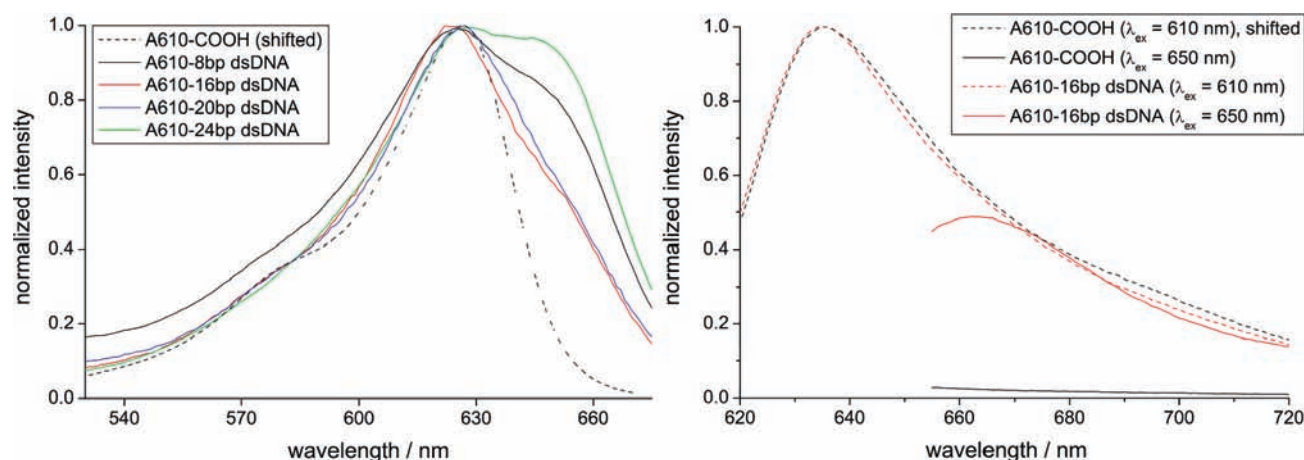 A610-COOH (shifted)
A610-8bp dsDNA
A610-16bp dsDNA
A610-20bp dsDNA
A610-24bp dsDNA
normalized intensity
1.0
0.8
0.6
0.4
0.2
0.0
540 570 600 630 660
wavelength / nm
A610-COOH (λex = 610 nm), shifted
A610-COOH (λex = 650 nm)
A610-16bp dsDNA (λex = 610 nm)
A610-16bp dsDNA (λex = 650 nm)
normalized intensity
1.0
0.8
0.6
0.4
0.2
0.0
620 640 660 680 700 720
wavelength / nm